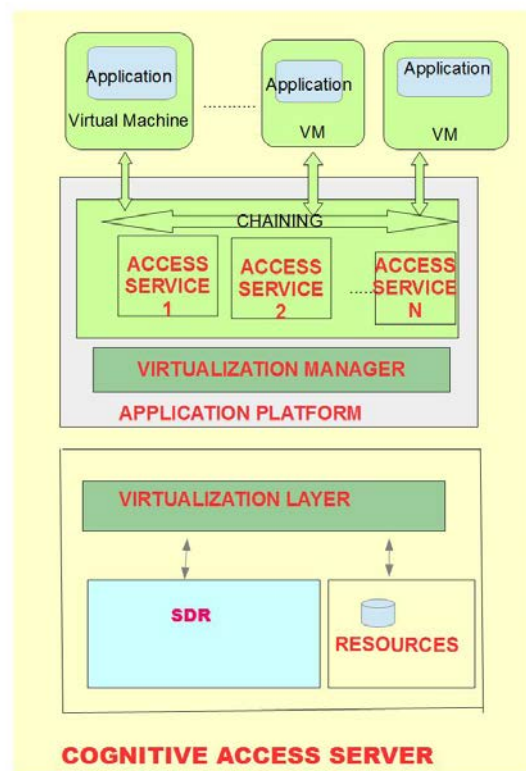 Application
Virtual Machine
Application
VM
Application
VM
CHAINING
ACCESS
SERVICE
1
ACCESS
SERVICE
2
ACCESS
SERVICE
N
VIRTUALIZATION MANAGER
APPLICATION PLATFORM
VIRTUALIZATION LAYER
SDR
RESOURCES
COGNITIVE ACCESS SERVER